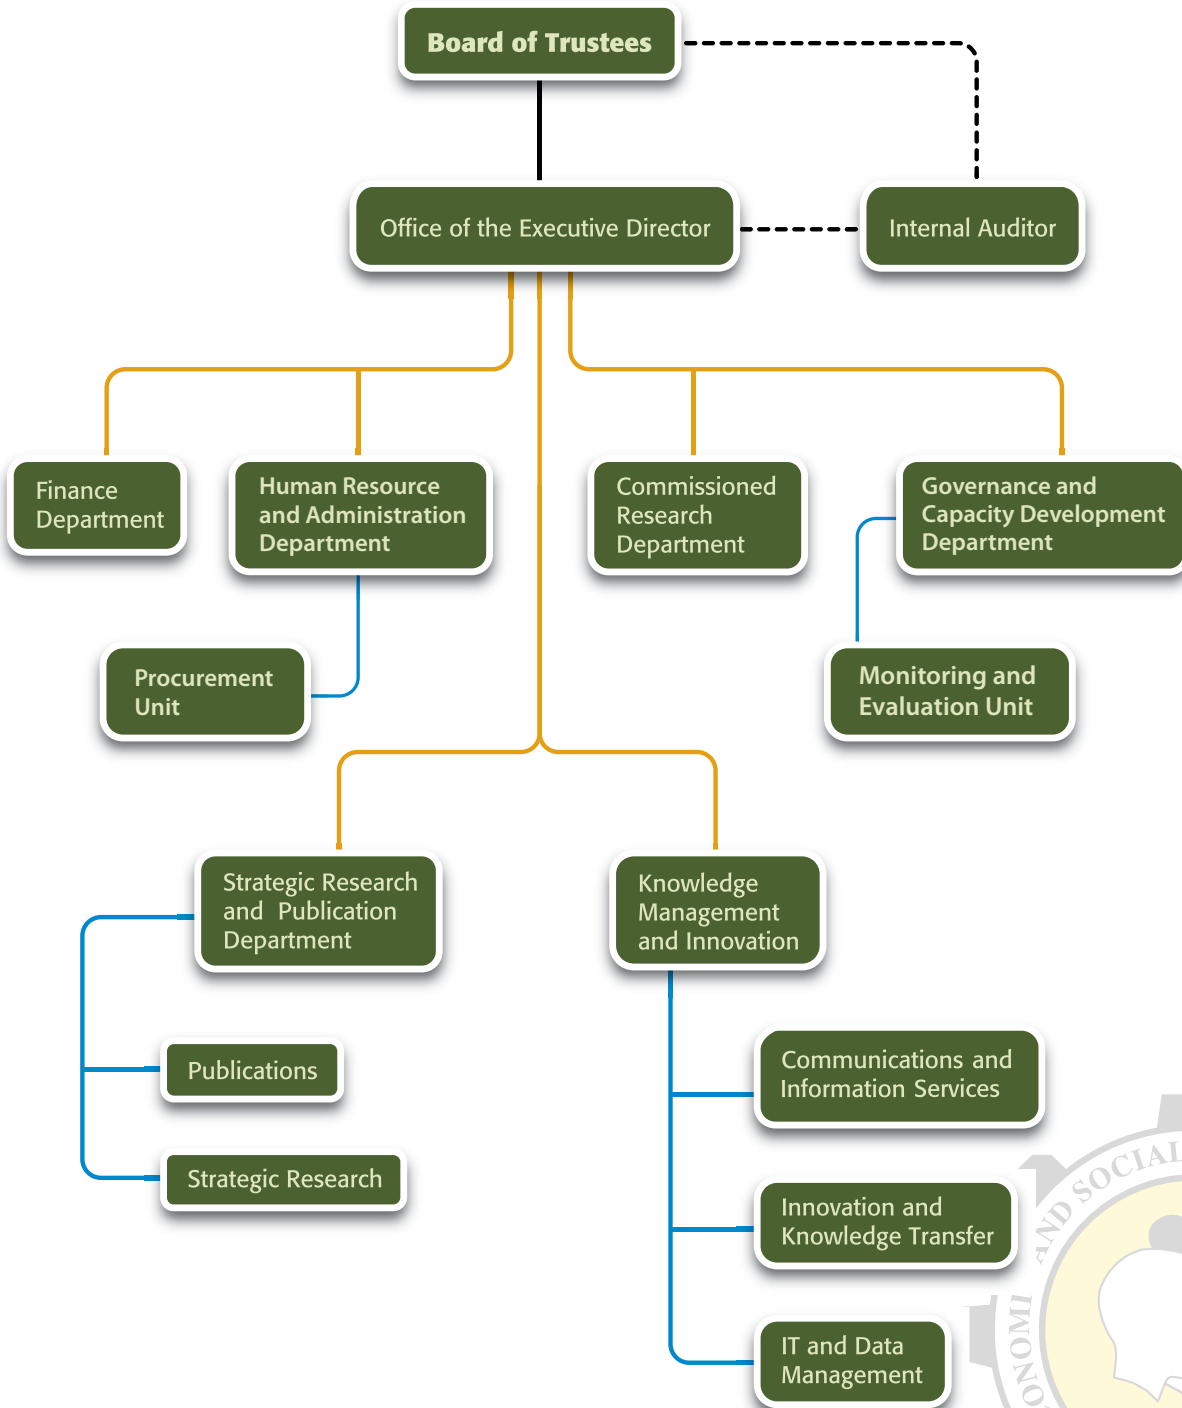 Board of Trustees
Office of the Executive Director
Internal Auditor
Finance
Department
Human Resource
and Administration
Department
Commissioned
Research
Department
Governance and
Capacity Development
Department
Procurement
Unit
Monitoring and
Evaluation Unit
Strategic Research
and Publication
Department
Knowledge
Management
and Innovation
Publications
Strategic Research
Communications and
Information Services
Innovation and
Knowledge Transfer
IT and Data
Management
AND SOCIAL